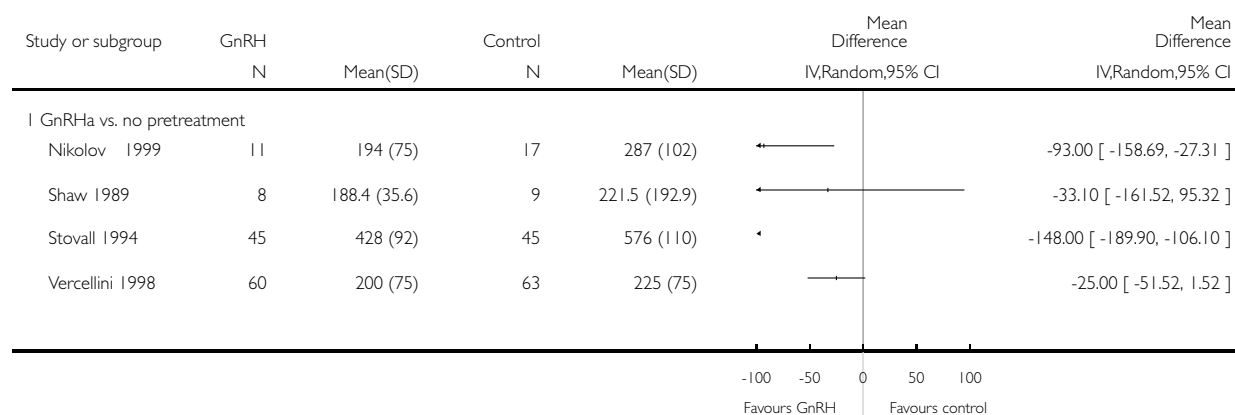 Study or subgroup GnRH Control Mean Difference Mean Difference
N Mean(SD) N Mean(SD) IV,Random,95% CI IV,Random,95% CI
1 GnRHa vs. no pretreatment
Nikolov 1999 11 194 (75) 17 287 (102) -93.00 [ -158.69, -27.31 ]
Shaw 1989 8 188.4 (35.6) 9 221.5 (192.9) -33.10 [ -161.52, 95.32 ]
Stovall 1994 45 428 (92) 45 576 (110) -148.00 [ -189.90, -106.10 ]
Vercellini 1998 60 200 (75) 63 225 (75) -25.00 [ -51.52, 1.52 ]
-100 -50 0 50 100
Favours GnRH Favours control